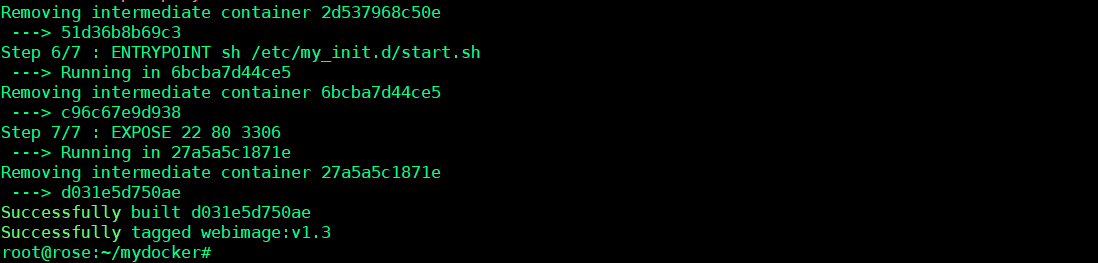 Removing intermediate container 2d537968c50e
 ---> 51d36b8b69c3
Step 6/7 : ENTRYPOINT sh /etc/my_init.d/start.sh
 ---> Running in 6bcba7d44ce5
Removing intermediate container 6bcba7d44ce5
 ---> c96c67e9d938
Step 7/7 : EXPOSE 22 80 3306
 ---> Running in 27a5a5c1871e
Removing intermediate container 27a5a5c1871e
 ---> d031e5d750ae
Successfully built d031e5d750ae
Successfully tagged webimage:v1.3
root@rose:~/mydocker#